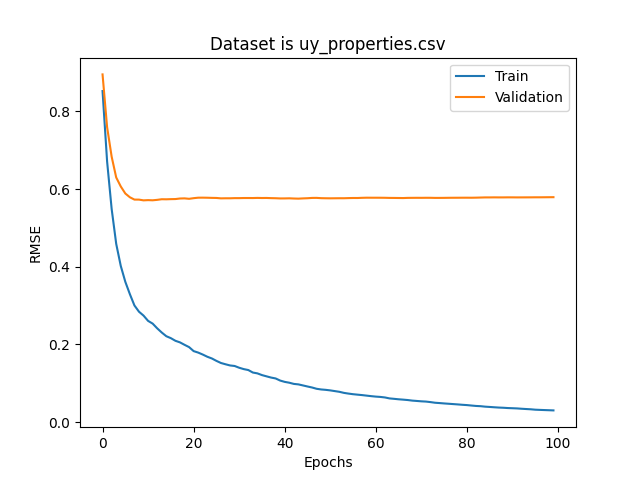 Dataset is uy_properties.csv
Train
Validation
0.8
0.6
0.4
0.2
0.0
RMSE
0 20 40 60 80 100
Epochs